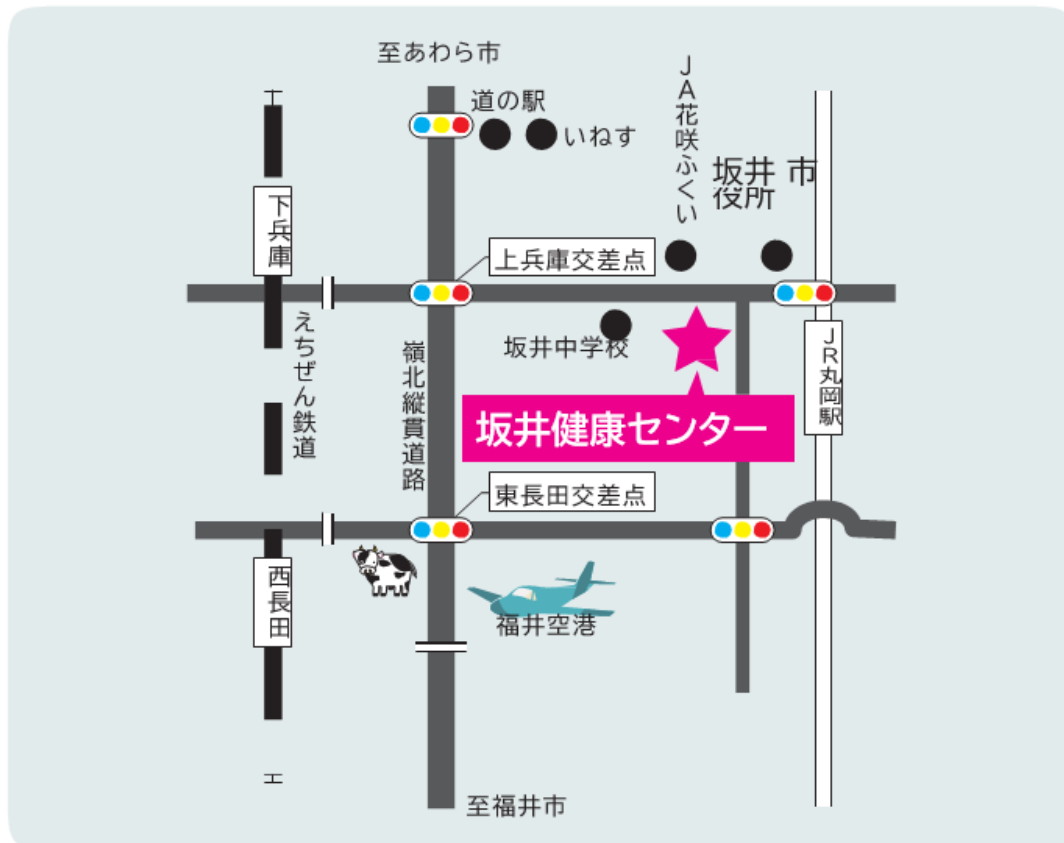 至あわら市
道の駅
いねす
JA花咲ふくい
坂井 市
役所
下兵庫
上兵庫交差点
えちぜん鉄道
嶺北縦貫道路
坂井中学校
JR丸岡駅
坂井健康センター
東長田交差点
西長田
福井空港
至福井市